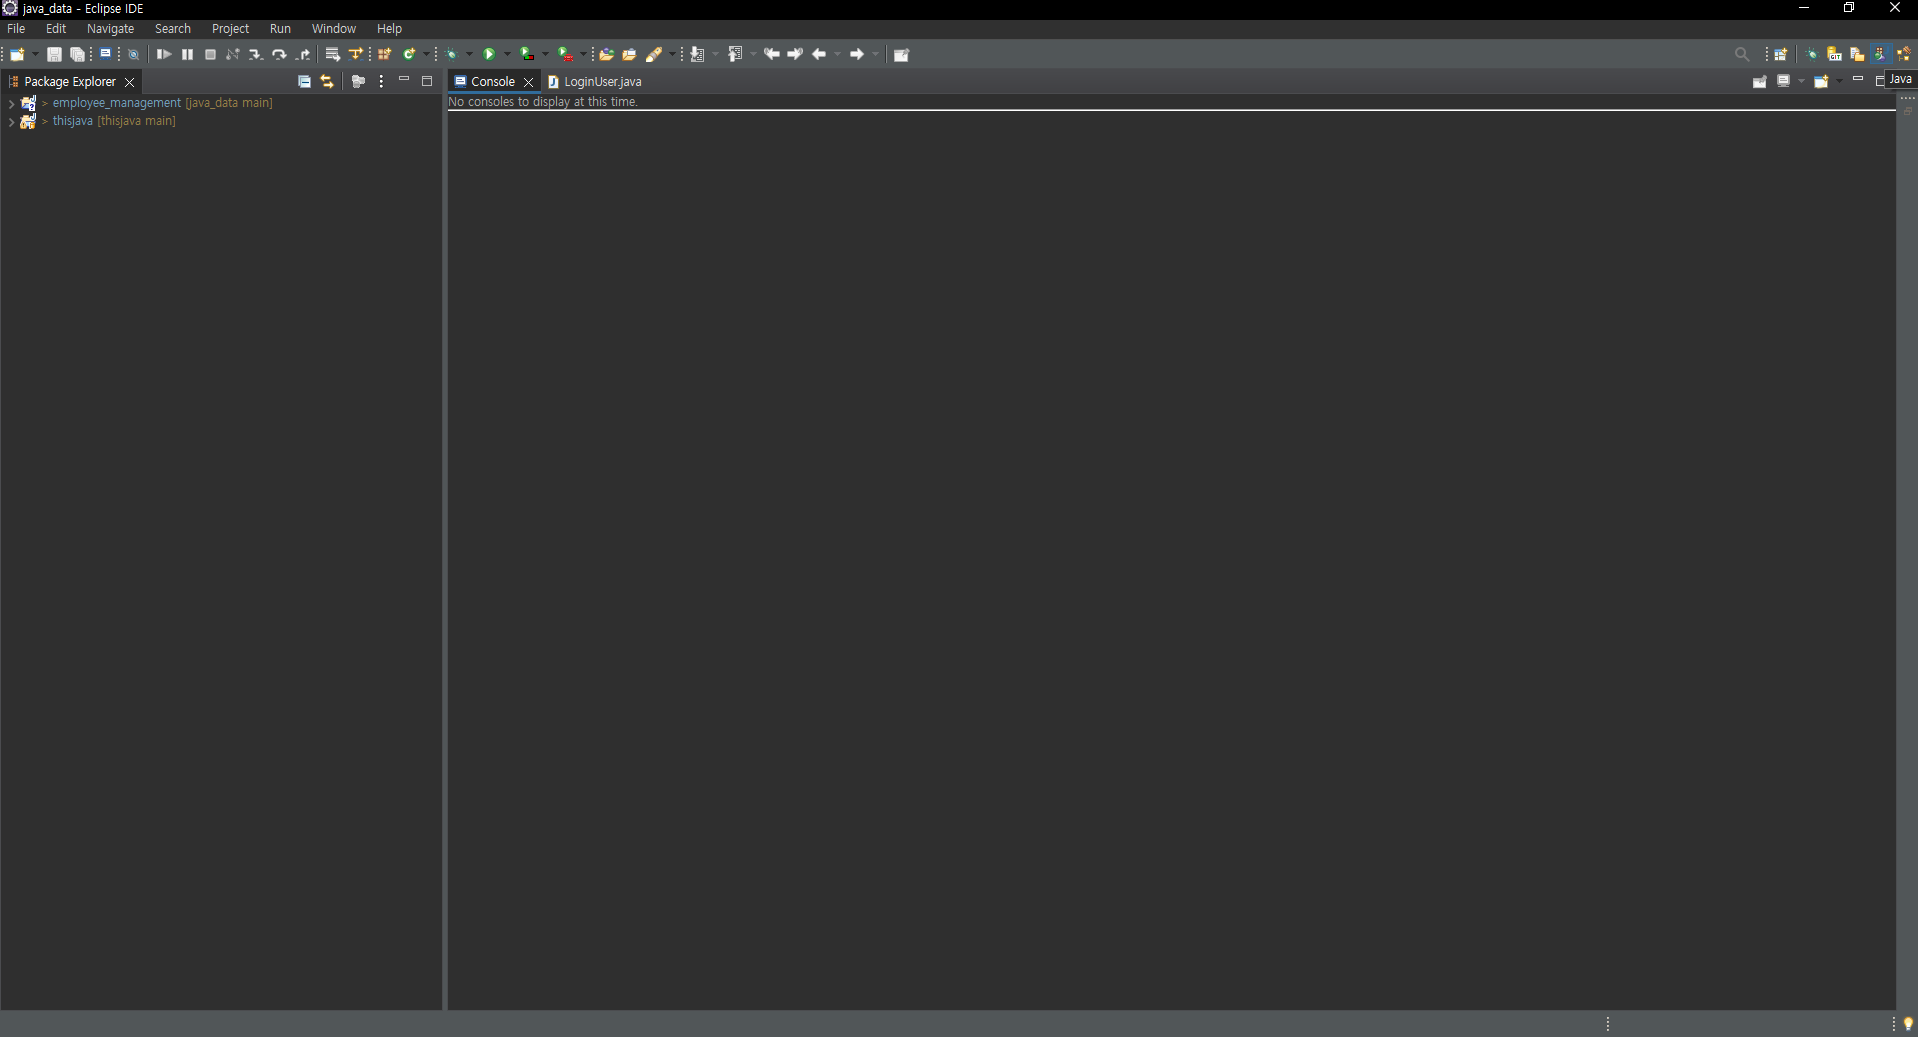 java_data - Eclipse IDE
File Edit Navigate Search Project Run Window Help
Package Explorer
Console LoginUser.java
Java
> employee_management [java_data main]
> thisjava [thisjava main]
No consoles to display at this time.